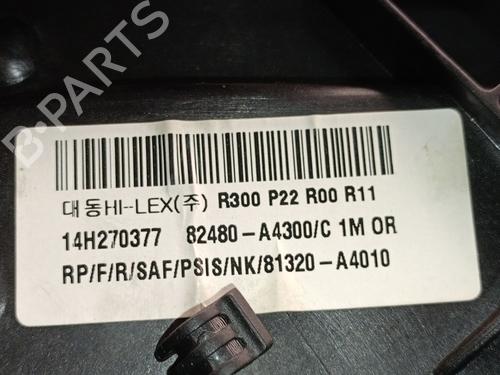 B-PARTS
대동HI-LEX(주) R300 P22 R00 R11
14H270377 82480-A4300/C 1M OR
RP/F/R/SAF/PSIS/NK/81320-A4010